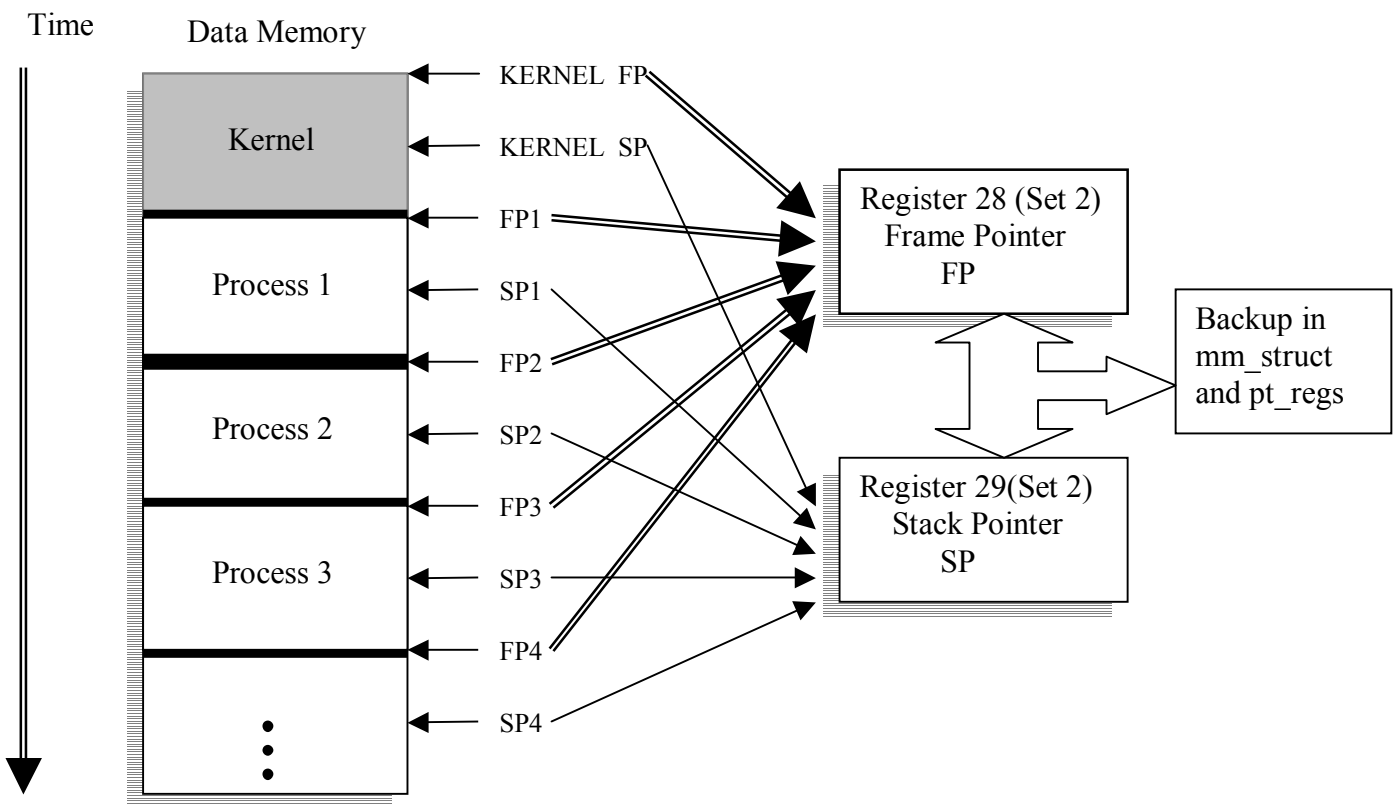 Time
Data Memory
Kernel
Process 1
Process 2
Process 3
KERNEL FP
KERNEL SP
FP1
SP1
FP2
SP2
FP3
SP3
FP4
SP4
Register 28 (Set 2)
Frame Pointer
FP
Register 29(Set 2)
Stack Pointer
SP
Backup in
mm_struct
and pt_regs